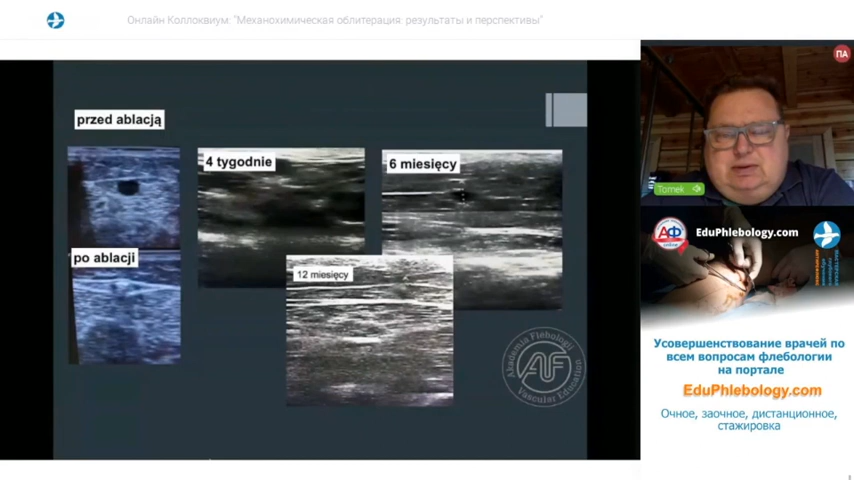 Онлайн Коллоквиум: "Механохимическая облитерация: результаты и перспективы"
ПА
przed ablacją
4 tygodnie
6 miesięcy
po ablacji
12 miesięcy
Akademia Flebologii
AF
Vascular Education
Tomek
АФ
EduPhlebology.com
Усовершенствование врачей по
всем вопросам флебологии
на портале
EduPhlebology.com
Очное, заочное, дистанционное,
стажировка